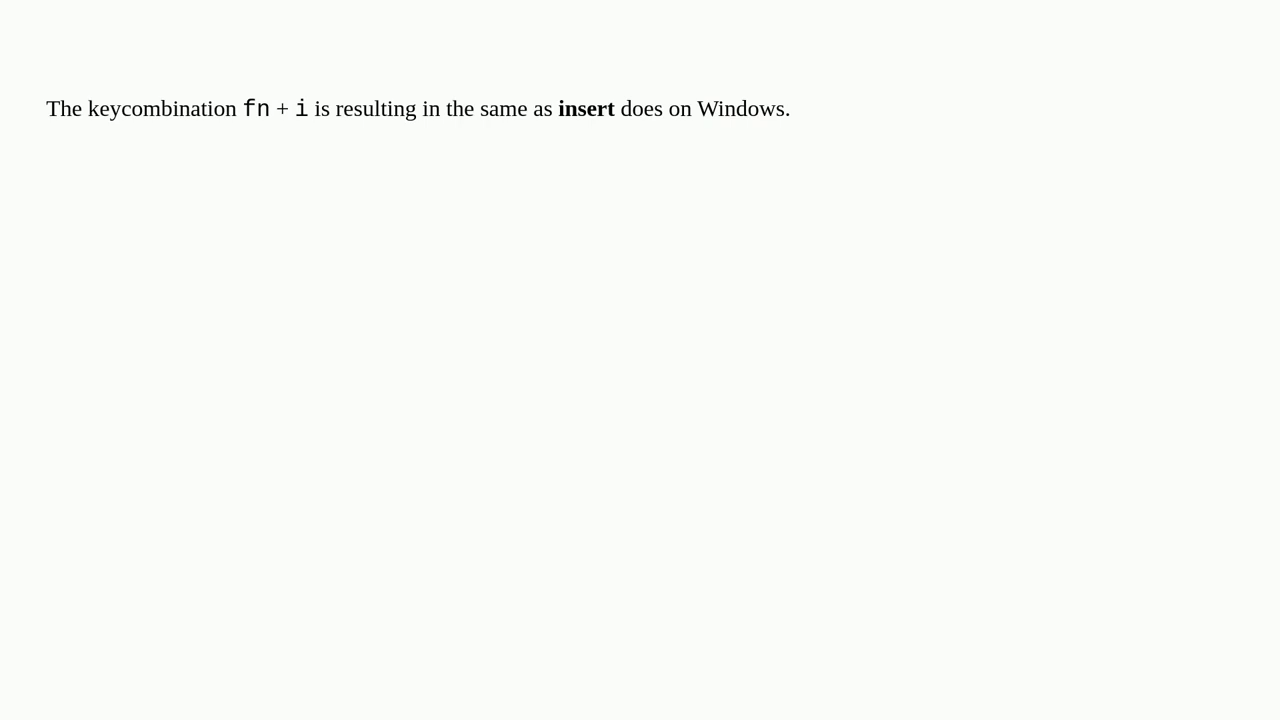 The keycombination fn + i is resulting in the same as insert does on Windows.